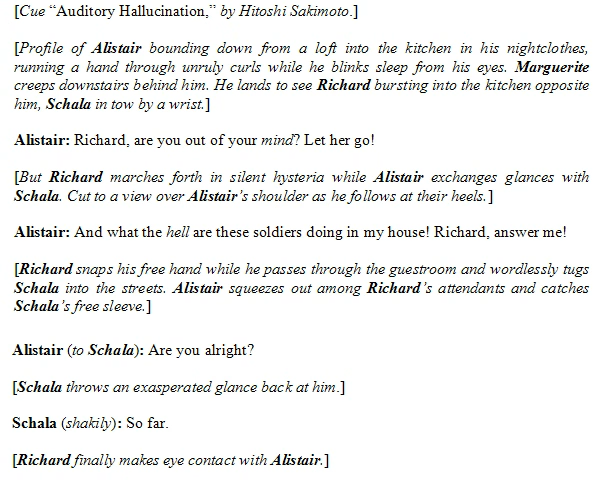 [Cue “Auditory Hallucination,” by Hitoshi Sakimoto.]
[Profile of Alistair bounding down from a loft into the kitchen in his nightclothes,
running a hand through unruly curls while he blinks sleep from his eyes. Marguerite
creeps downstairs behind him. He lands to see Richard bursting into the kitchen opposite
him, Schala in tow by a wrist.]
Alistair: Richard, are you out of your mind? Let her go!
[But Richard marches forth in silent hysteria while Alistair exchanges glances with
Schala. Cut to a view over Alistair’s shoulder as he follows at their heels.]
Alistair: And what the hell are these soldiers doing in my house! Richard, answer me!
[Richard snaps his free hand while he passes through the guestroom and wordlessly tugs
Schala into the streets. Alistair squeezes out among Richard’s attendants and catches
Schala’s free sleeve.]
Alistair (to Schala): Are you alright?
[Schala throws an exasperated glance back at him.]
Schala (shakily): So far.
[Richard finally makes eye contact with Alistair.]